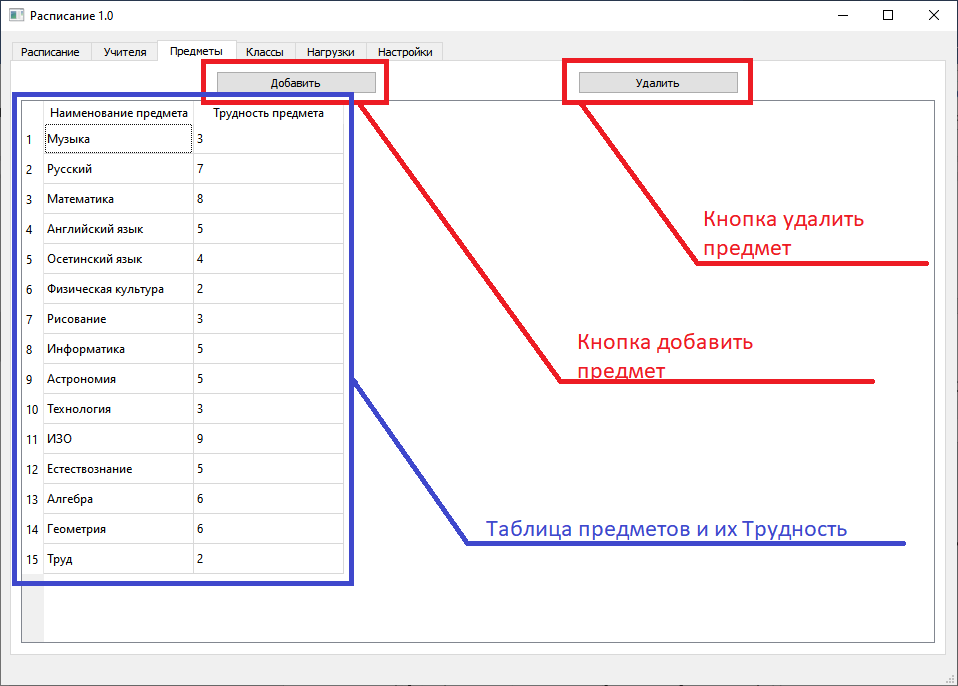 Расписание 1.0
Расписание Учителя Предметы Классы Нагрузки Настройки
Добавить Удалить
Наименование предмета Трудность предмета
1 Музыка 3
2 Русский 7
3 Математика 8
4 Английский язык 5
5 Осетинский язык 4
6 Физическая культура 2
7 Рисование 3
8 Информатика 5
9 Астрономия 5
10 Технология 3
11 ИЗО 9
12 Естествознание 5
13 Алгебра 6
14 Геометрия 6
15 Труд 2
Кнопка удалить
предмет
Кнопка добавить
предмет
Таблица предметов и их Трудность